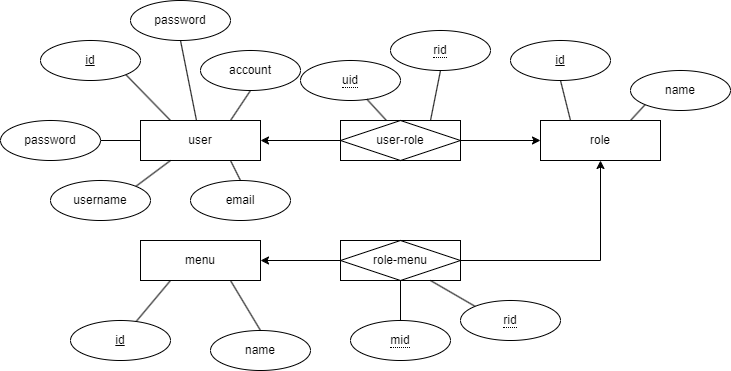 password
id
account
uid
rid
id
name
password
user
user-role
role
username
email
menu
role-menu
id
name
mid
rid